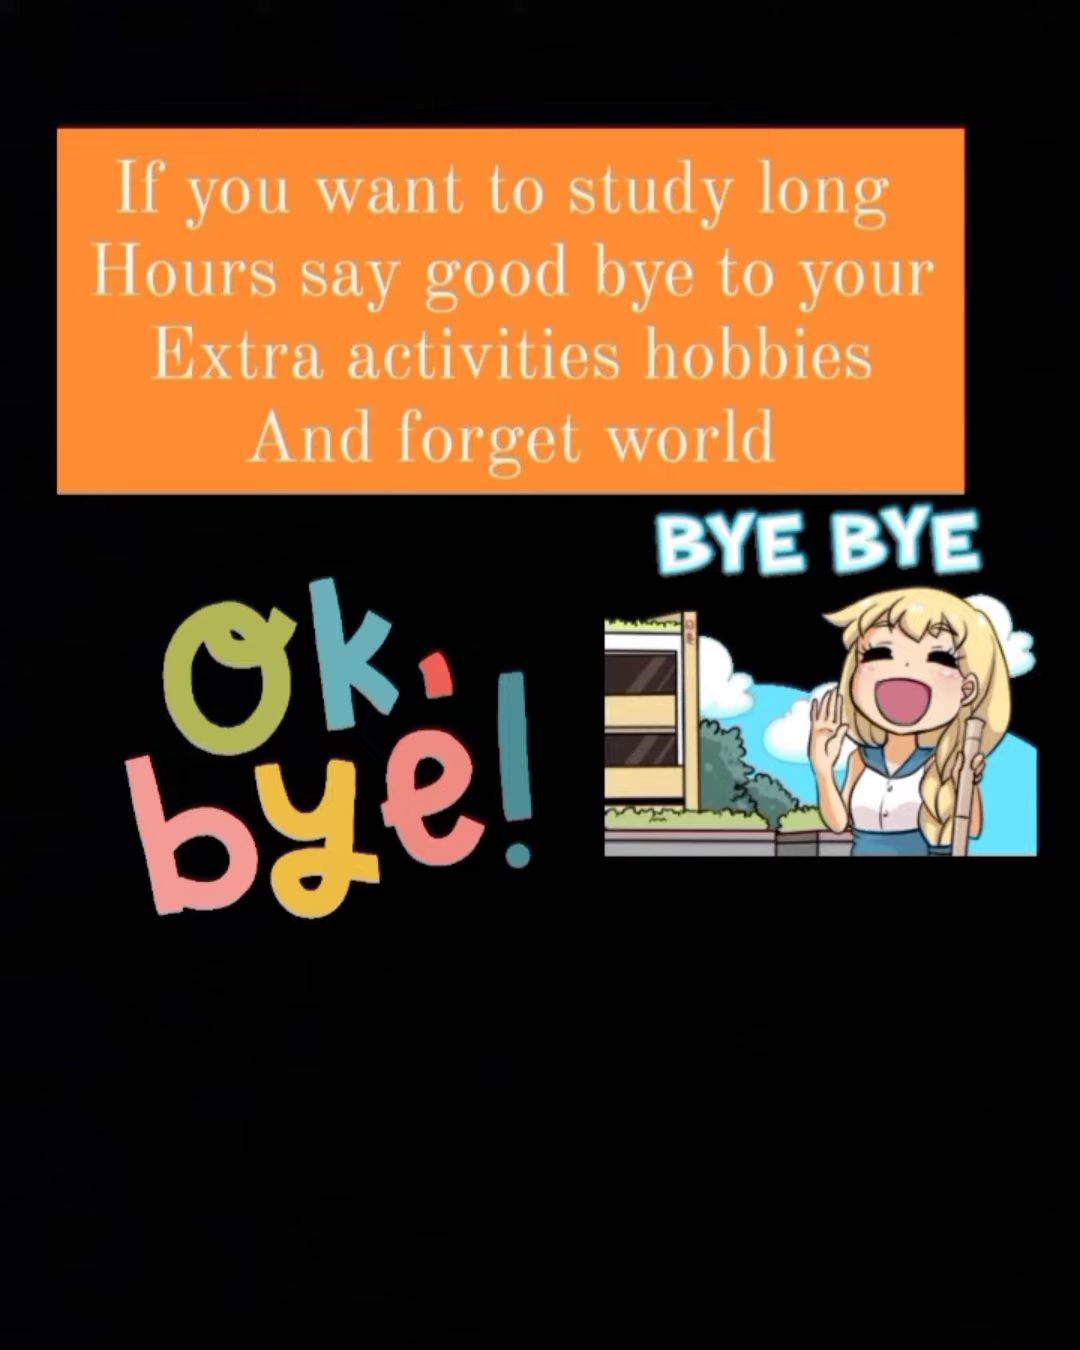 If you want to study long
Hours say good bye to your
Extra activities hobbies
And forget world
BYE BYE
Ok,
bye!